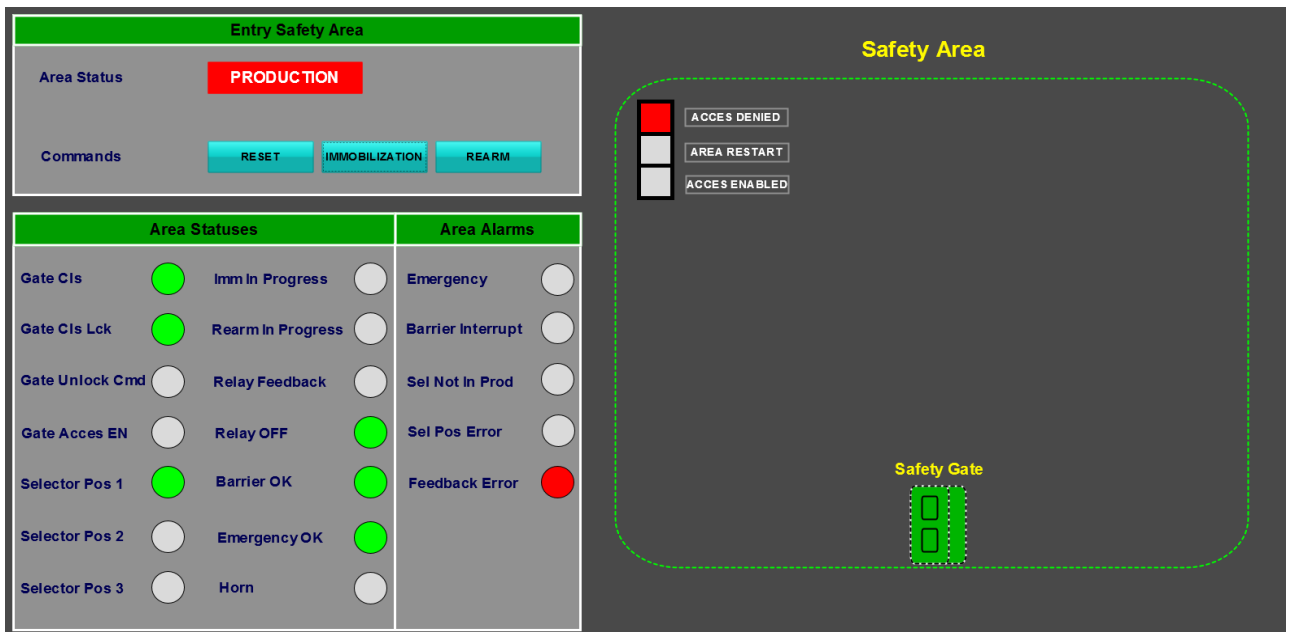 Entry Safety Area
Area Status
PRODUCTION
Commands
RESET
IMMOBILIZATION
REARM
Area Statuses
Area Alarms
Gate Cls
Imm In Progress
Emergency
Gate Cls Lck
Rearm In Progress
Barrier Interrupt
Gate Unlock Cmd
Relay Feedback
Sel Not In Prod
Gate Acces EN
Relay OFF
Sel Pos Error
Selector Pos 1
Barrier OK
Feedback Error
Selector Pos 2
Emergency OK
Selector Pos 3
Horn
Safety Area
ACCES DENIED
AREA RESTART
ACCES ENABLED
Safety Gate